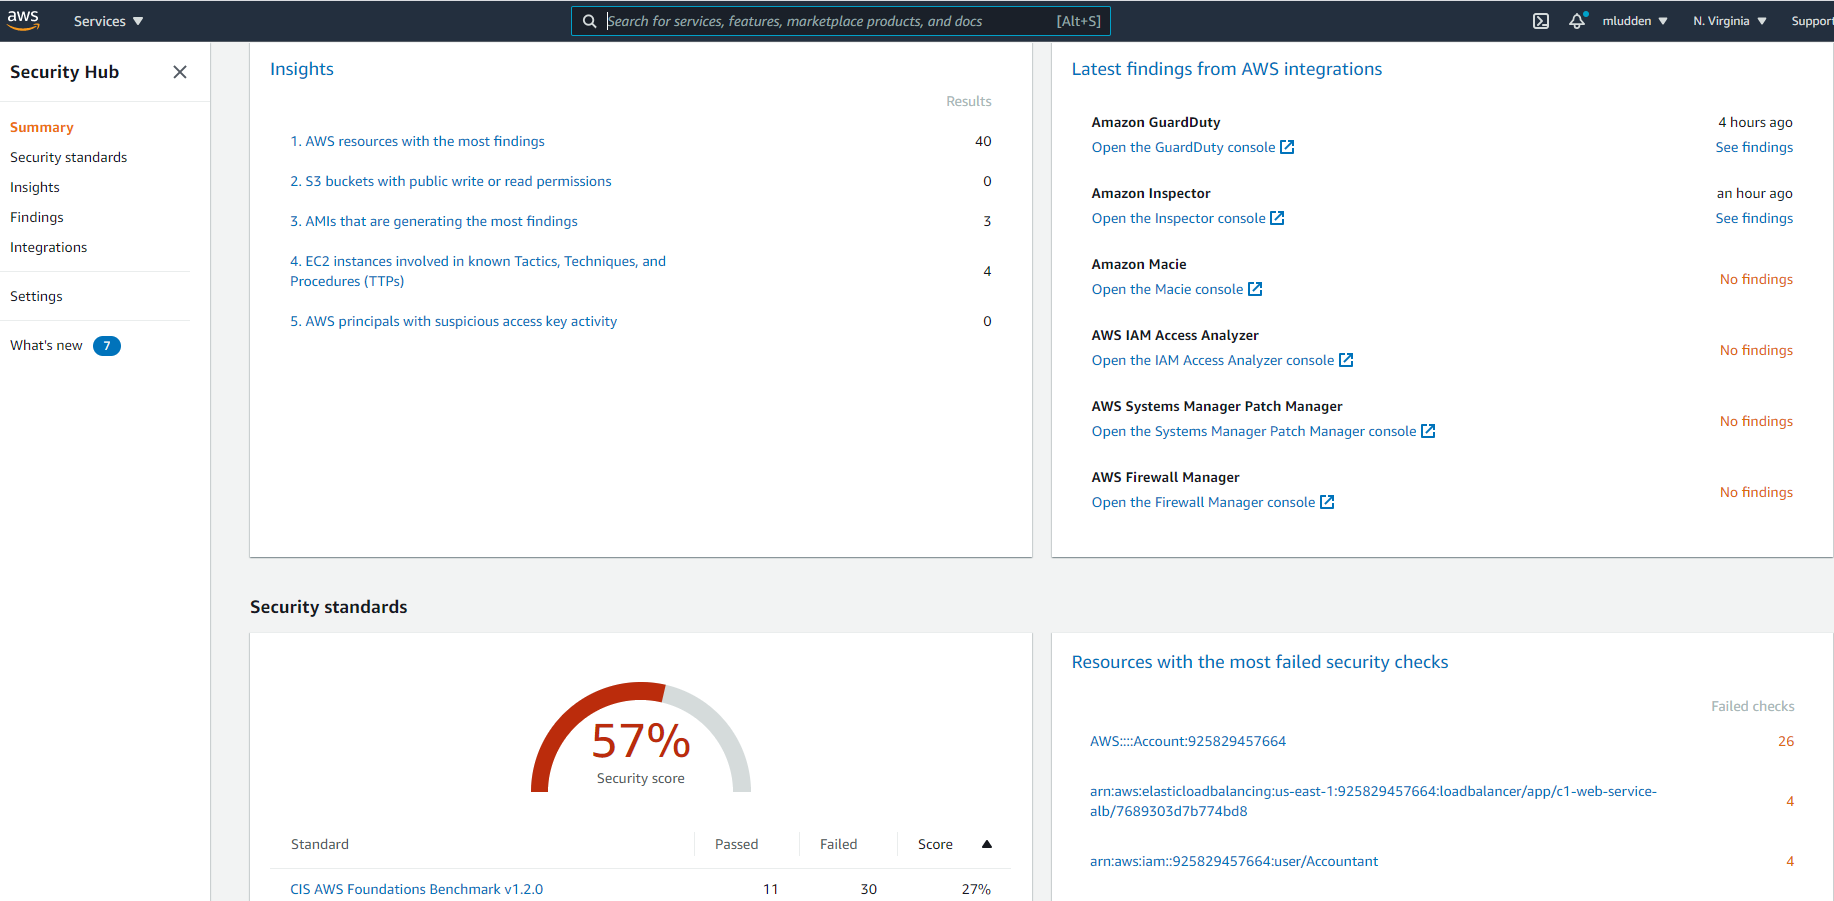 aws
Services
Search for services, features, marketplace products, and docs
[Alt+S]
mludden
N. Virginia
Support
Security Hub
Summary
Security standards
Insights
Findings
Integrations
Settings
What's new 7
Insights
Results
1. AWS resources with the most findings 40
2. S3 buckets with public write or read permissions 0
3. AMIs that are generating the most findings 3
4. EC2 instances involved in known Tactics, Techniques, and
Procedures (TTPs) 4
5. AWS principals with suspicious access key activity 0
Latest findings from AWS integrations
Amazon GuardDuty 4 hours ago
Open the GuardDuty console See findings
Amazon Inspector an hour ago
Open the Inspector console See findings
Amazon Macie
Open the Macie console No findings
AWS IAM Access Analyzer
Open the IAM Access Analyzer console No findings
AWS Systems Manager Patch Manager
Open the Systems Manager Patch Manager console No findings
AWS Firewall Manager
Open the Firewall Manager console No findings
Security standards
57%
Security score
Standard Passed Failed Score
CIS AWS Foundations Benchmark v1.2.0 11 30 27%
Resources with the most failed security checks
Failed checks
AWS::::Account:925829457664 26
arn:aws:elasticloadbalancing:us-east-1:925829457664:loadbalancer/app/c1-web-service-
alb/7689303d7b774bd8 4
arn:aws:iam::925829457664:user/Accountant 4